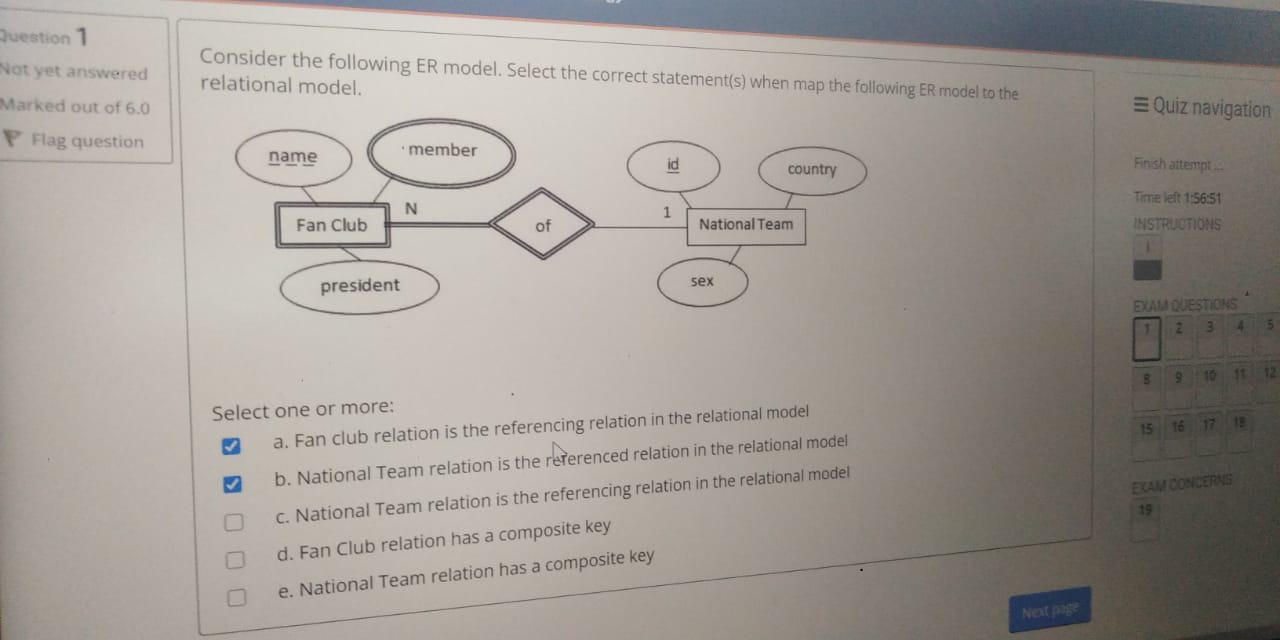 Question 1
Not yet answered
Marked out of 6.0
Flag question
Consider the following ER model. Select the correct statement(s) when map the following ER model to the
relational model.
name
member
id
country
Fan Club
N
of
1
National Team
president
sex
Select one or more:
a. Fan club relation is the referencing relation in the relational model
b. National Team relation is the referenced relation in the relational model
c. National Team relation is the referencing relation in the relational model
d. Fan Club relation has a composite key
e. National Team relation has a composite key
Next page
Quiz navigation
Finish attempt ...
Time left 1:56:51
INSTRUCTIONS
i
EXAM QUESTIONS
1 2 3 4 5
8 9 10 11 12
15 16 17 18
EXAM CONCERNS
19